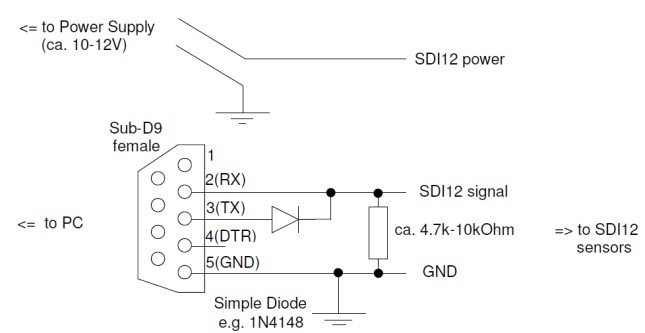 <= to Power Supply
(ca. 10-12V)
SDI12 power
Sub-D9
female
1
2(RX)
SDI12 signal
3(TX)
<= to PC
4(DTR)
ca. 4.7k-10kOhm
=> to SDI12
sensors
5(GND)
GND
Simple Diode
e.g. 1N4148